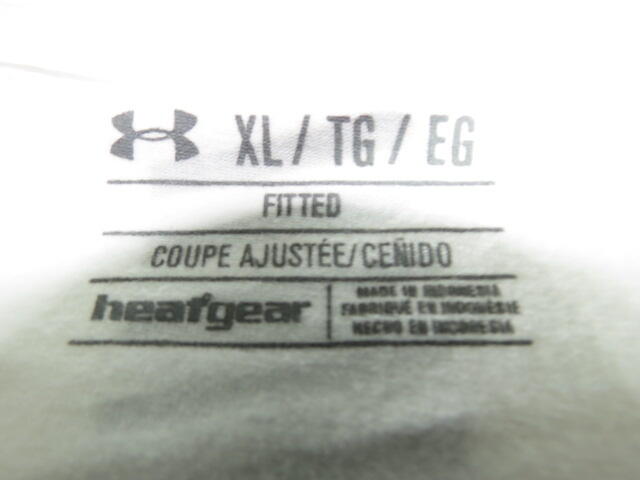 XL / TG / EG
FITTED
COUPE AJUSTÉE/CEÑIDO
heatgear
MADE IN INDONESIA
FABRIQUÉ EN INDONÉSIE
HECHO EN INDONESIA